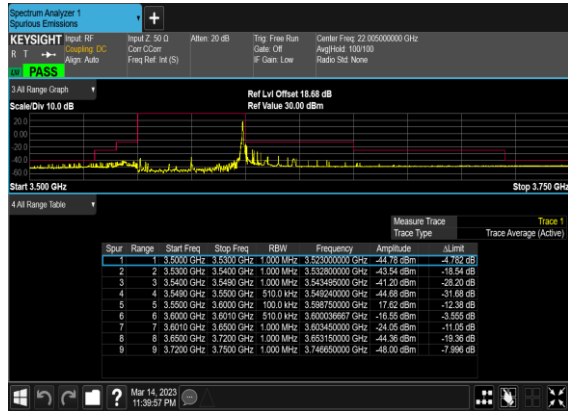 Spectrum Analyzer 1
Spurious Emissions
KEYSIGHT Input: RF Input Z: 50 Ω Atten: 20 dB Trig: Free Run Center Freq: 22.005000000 GHz
R T Coupling: DC Corr CCorr Gate: Off Avg|Hold: 100/100
Align: Auto Freq Ref: Int (S) IF Gain: Low Radio Std: None
PASS
3 All Range Graph
Ref Lvl Offset 18.68 dB
Scale/Div 10.0 dB Ref Value 30.00 dBm
20.0
0.00
-20.0
-40.0
-60.0
Start 3.500 GHz Stop 3.750 GHz
4 All Range Table
Measure Trace Trace 1
Trace Type Trace Average (Active)
Spur Range Start Freq Stop Freq RBW Frequency Amplitude ΔLimit
1 1 3.5000 GHz 3.5300 GHz 1.000 MHz 3.523000000 GHz -44.78 dBm -4.782 dB
2 2 3.5300 GHz 3.5400 GHz 1.000 MHz 3.532800000 GHz -43.54 dBm -18.54 dB
3 3 3.5400 GHz 3.5490 GHz 1.000 MHz 3.543495000 GHz -41.20 dBm -28.20 dB
4 4 3.5490 GHz 3.5500 GHz 510.0 kHz 3.549240000 GHz -44.68 dBm -31.68 dB
5 5 3.5500 GHz 3.6000 GHz 100.0 kHz 3.598750000 GHz 17.62 dBm -12.38 dB
6 6 3.6000 GHz 3.6010 GHz 510.0 kHz 3.600036667 GHz -16.55 dBm -3.555 dB
7 7 3.6010 GHz 3.6500 GHz 1.000 MHz 3.603450000 GHz -24.05 dBm -11.05 dB
8 8 3.6500 GHz 3.7200 GHz 1.000 MHz 3.653150000 GHz -44.36 dBm -19.36 dB
9 9 3.7200 GHz 3.7500 GHz 1.000 MHz 3.746650000 GHz -48.00 dBm -7.996 dB
Mar 14, 2023
11:39:57 PM